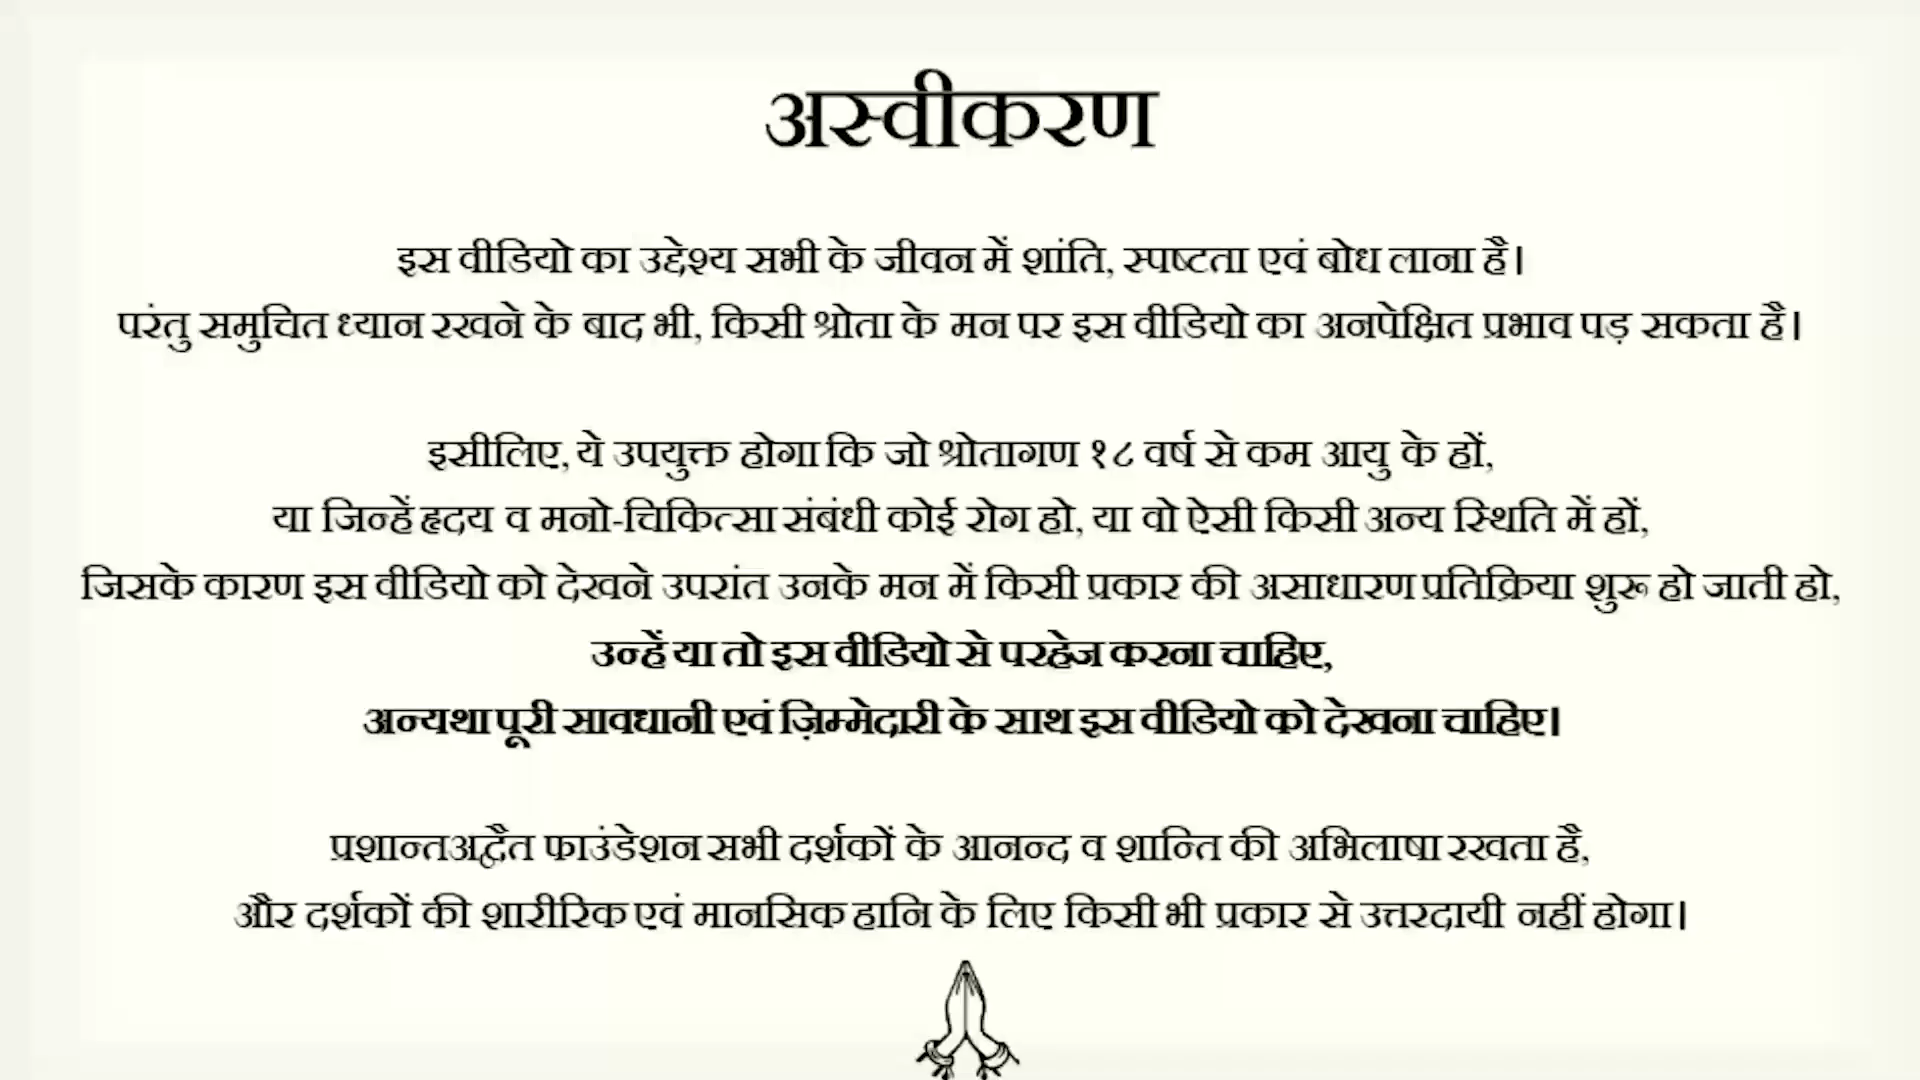 अस्वीकरण
इस वीडियो का उद्देश्य सभी के जीवन में शांति, स्पष्टता एवं बोध लाना है।
परंतु समुचित ध्यान रखने के बाद भी, किसी श्रोता के मन पर इस वीडियो का अनपेक्षित प्रभाव पड़ सकता है।
इसीलिए, ये उपयुक्त होगा कि जो श्रोतागण १८ वर्ष से कम आयु के हों,
या जिन्हें हृदय व मनो-चिकित्सा संबंधी कोई रोग हो, या वो ऐसी किसी अन्य स्थिति में हों,
जिसके कारण इस वीडियो को देखने उपरांत उनके मन में किसी प्रकार की असाधारण प्रतिक्रिया शुरू हो जाती हो,
उन्हें या तो इस वीडियो से परहेज करना चाहिए,
अन्यथा पूरी सावधानी एवं ज़िम्मेदारी के साथ इस वीडियो को देखना चाहिए।
प्रशान्तअद्वैत फाउंडेशन सभी दर्शकों के आनन्द व शान्ति की अभिलाषा रखता है,
और दर्शकों की शारीरिक एवं मानसिक हानि के लिए किसी भी प्रकार से उत्तरदायी नहीं होगा।